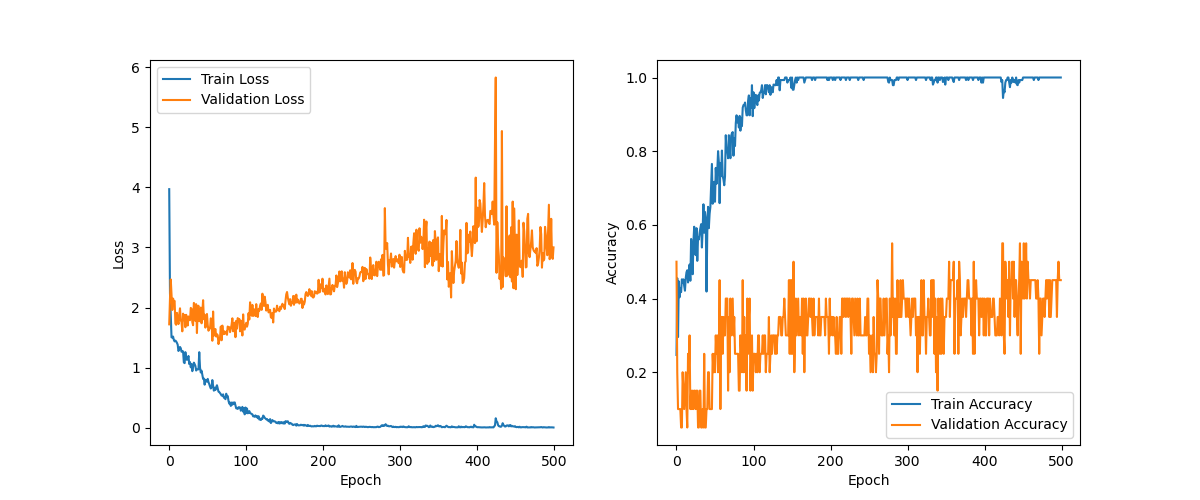 Train Loss
Validation Loss
6
5
4
3
2
1
0
Loss
0 100 200 300 400 500
Epoch
1.0
0.8
0.6
0.4
0.2
Accuracy
Train Accuracy
Validation Accuracy
0 100 200 300 400 500
Epoch